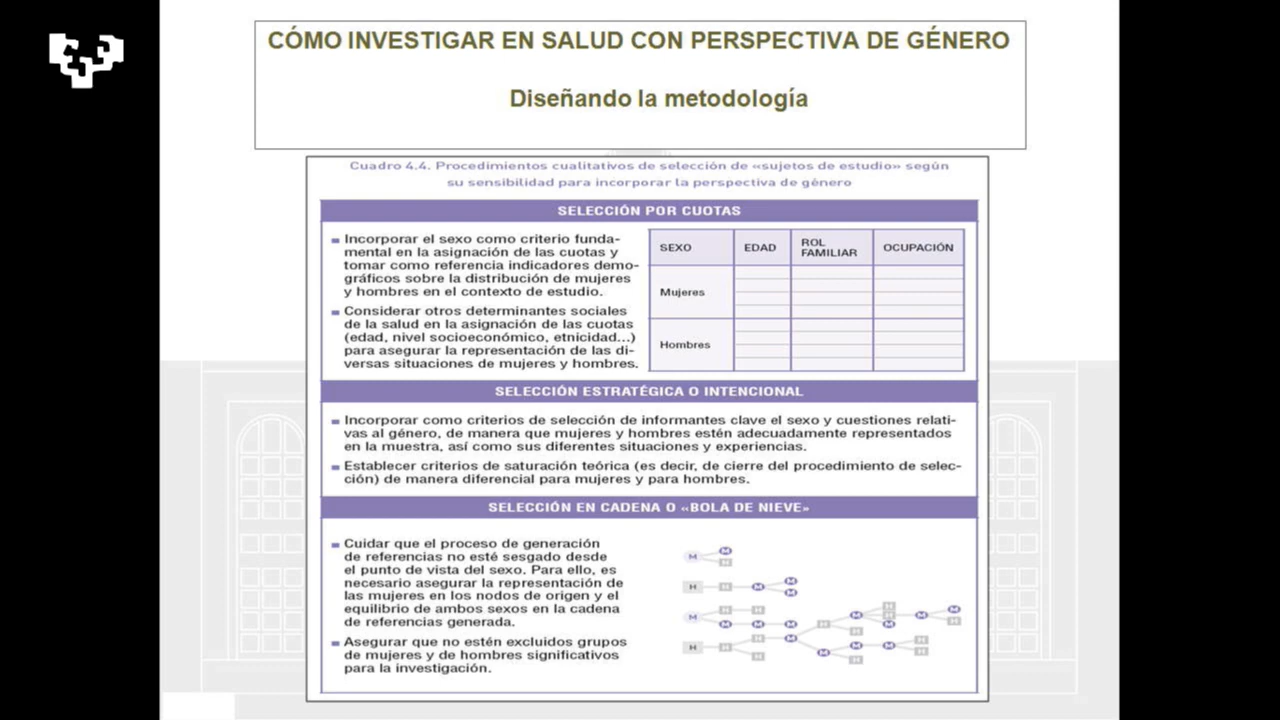 CÓMO INVESTIGAR EN SALUD CON PERSPECTIVA DE GÉNERO
Diseñando la metodología
Cuadro 4.4. Procedimientos cualitativos de selección de «sujetos de estudio» según
su sensibilidad para incorporar la perspectiva de género
SELECCIÓN POR CUOTAS
Incorporar el sexo como criterio funda-
mental en la asignación de las cuotas y
tomar como referencia indicadores demo-
gráficos sobre la distribución de mujeres
y hombres en el contexto de estudio.
Considerar otros determinantes sociales
de la salud en la asignación de las cuotas
(edad, nivel socioeconómico, etnicidad...)
para asegurar la representación de las di-
versas situaciones de mujeres y hombres.
SEXO
EDAD
ROL
FAMILIAR
OCUPACIÓN
Mujeres
Hombres
SELECCIÓN ESTRATÉGICA O INTENCIONAL
Incorporar como criterios de selección de informantes clave el sexo y cuestiones relati-
vas al género, de manera que mujeres y hombres estén adecuadamente representados
en la muestra, así como sus diferentes situaciones y experiencias.
Establecer criterios de saturación teórica (es decir, de cierre del procedimiento de selec-
ción) de manera diferencial para mujeres y para hombres.
SELECCIÓN EN CADENA O «BOLA DE NIEVE»
Cuidar que el proceso de generación
de referencias no esté sesgado desde
el punto de vista del sexo. Para ello, es
necesario asegurar la representación de
las mujeres en los nodos de origen y el
equilibrio de ambos sexos en la cadena
de referencias generada.
Asegurar que no estén excluidos grupos
de mujeres y de hombres significativos
para la investigación.
M M H
H H M M M
M H H M M M H M H H H M M M H
H H H H M M H M M H H